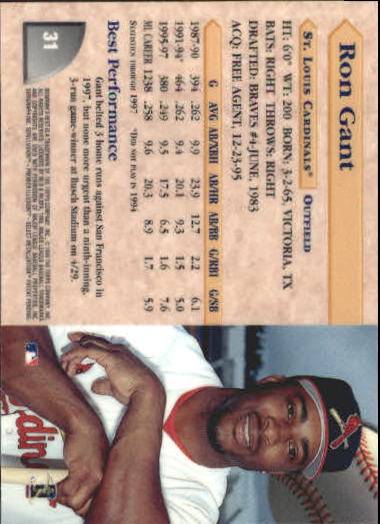 Ron Gant
ST. LOUIS CARDINALS® OUTFIELD
HT: 6'0" WT: 200 BORN: 3-2-65, VICTORIA, TX
BATS: RIGHT THROWS: RIGHT
DRAFTED: BRAVES #4-JUNE, 1983
ACQ: FREE AGENT, 12-23-95
G AVG AB/XBH AB/HR AB/RBI G/RBI G/SB
1987-90 394 .262 9.9 23.9 12.7 2.2 6.1
1991-94* 464 .262 9.4 20.1 9.3 1.5 5.0
1995-97 380 .249 9.5 17.5 6.5 1.6 7.6
ML CAREER 1238 .258 9.6 20.3 8.9 1.7 5.9
STATISTICS THROUGH 1997 *DID NOT PLAY IN 1994
Best Performance
Gant belted 5 home runs against San Francisco in
1997, but none more urgent than a ninth-inning,
3-run game-winner at Busch Stadium on 4/29.
31